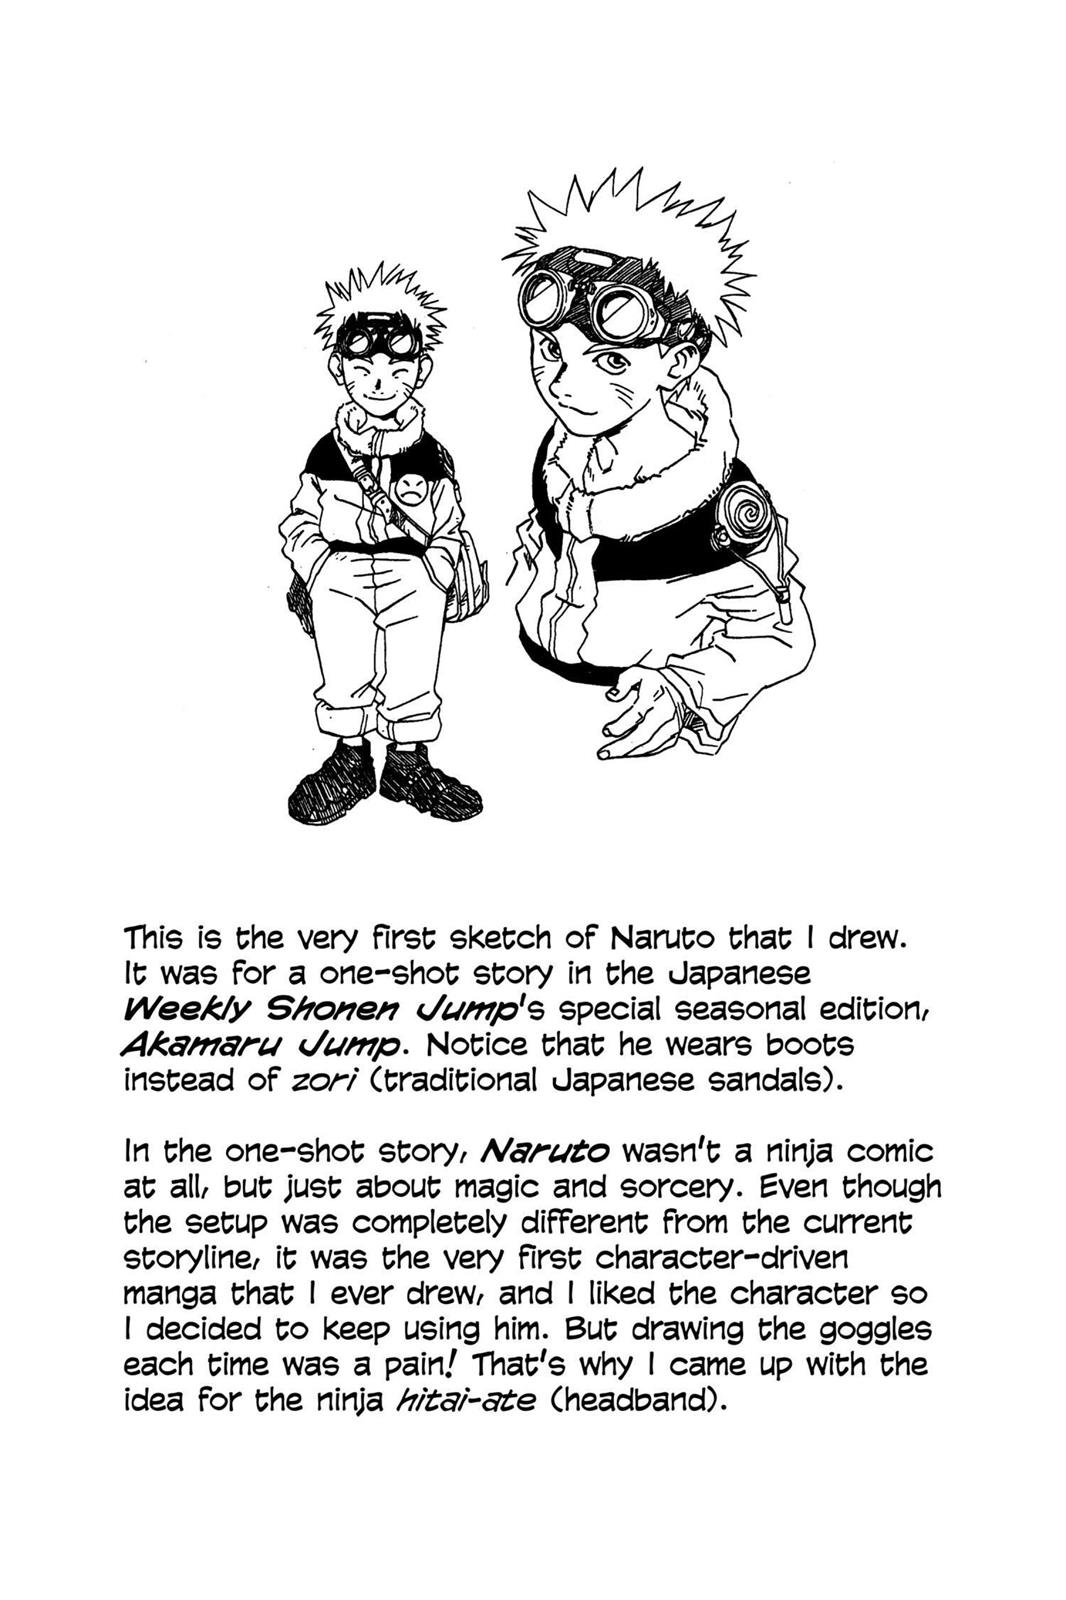 This is the very first sketch of Naruto that I drew.
It was for a one-shot story in the Japanese
Weekly Shonen Jump's special seasonal edition,
Akamaru Jump. Notice that he wears boots
instead of zori (traditional Japanese sandals).
In the one-shot story, Naruto wasn't a ninja comic
at all, but just about magic and sorcery. Even though
the setup was completely different from the current
storyline, it was the very first character-driven
manga that I ever drew, and I liked the character so
I decided to keep using him. But drawing the goggles
each time was a pain! That's why I came up with the
idea for the ninja hitai-ate (headband).